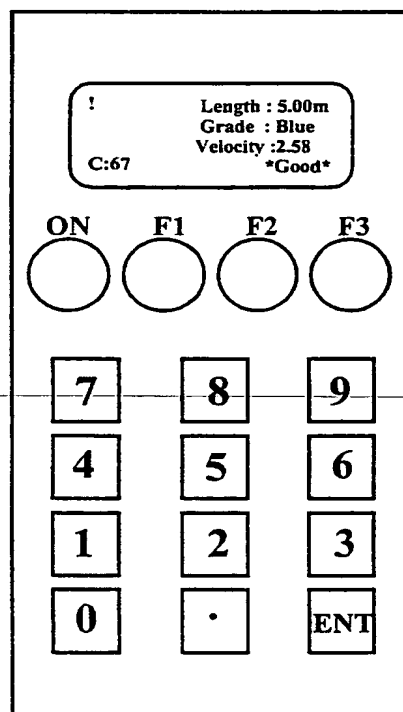 ! Length : 5.00m
Grade : Blue
Velocity :2.58
C:67 *Good*
ON F1 F2 F3
7 8 9
4 5 6
1 2 3
0 . ENT